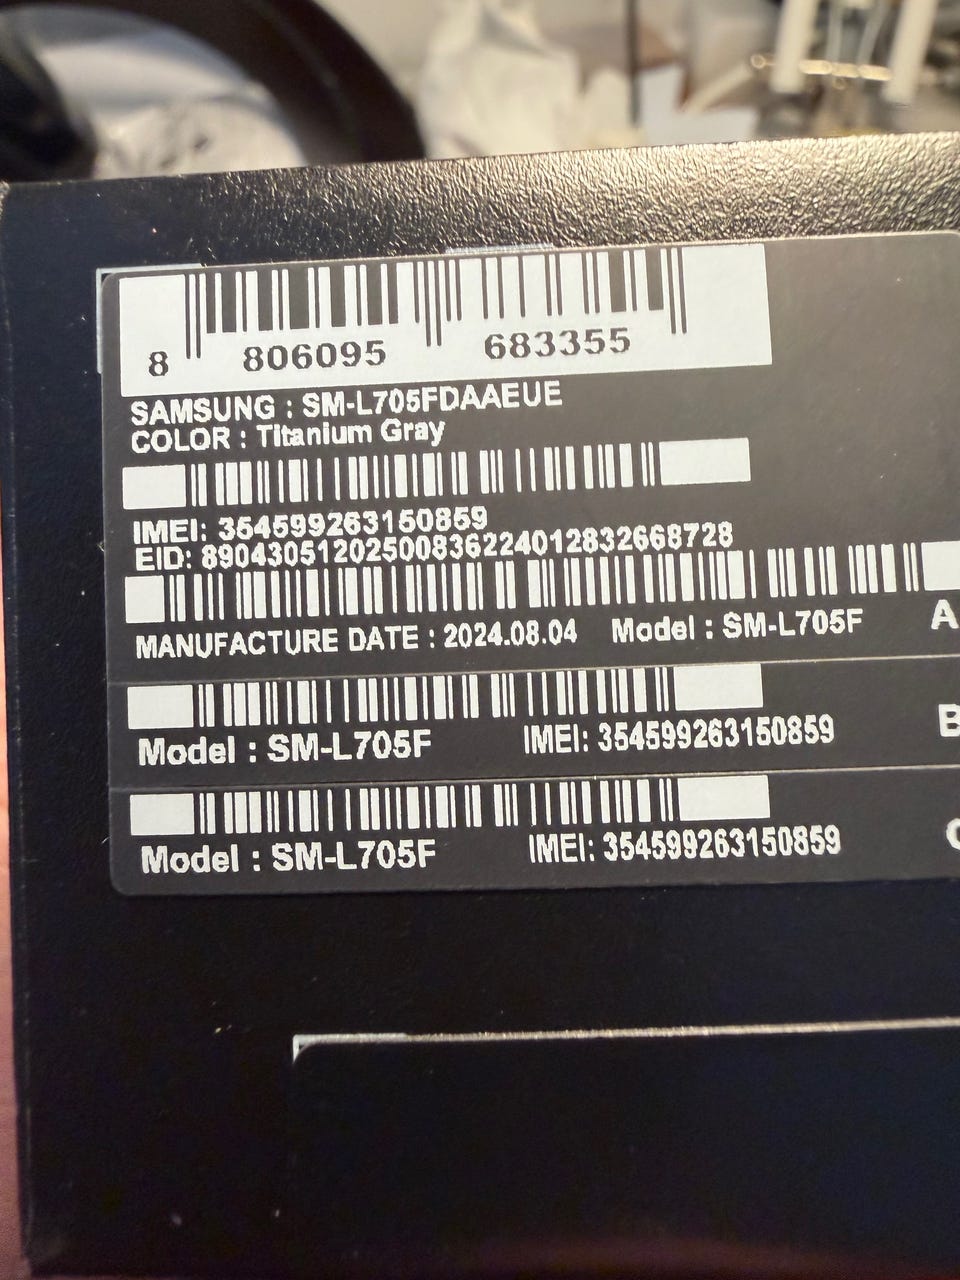 8 806095 683355
SAMSUNG : SM-L705FDAAEUE
COLOR : Titanium Gray
IMEI: 354599263150859
EID: 89043051202500836224012832668728
MANUFACTURE DATE : 2024.08.04 Model : SM-L705F A
Model : SM-L705F IMEI: 354599263150859 B
Model : SM-L705F IMEI: 354599263150859 C